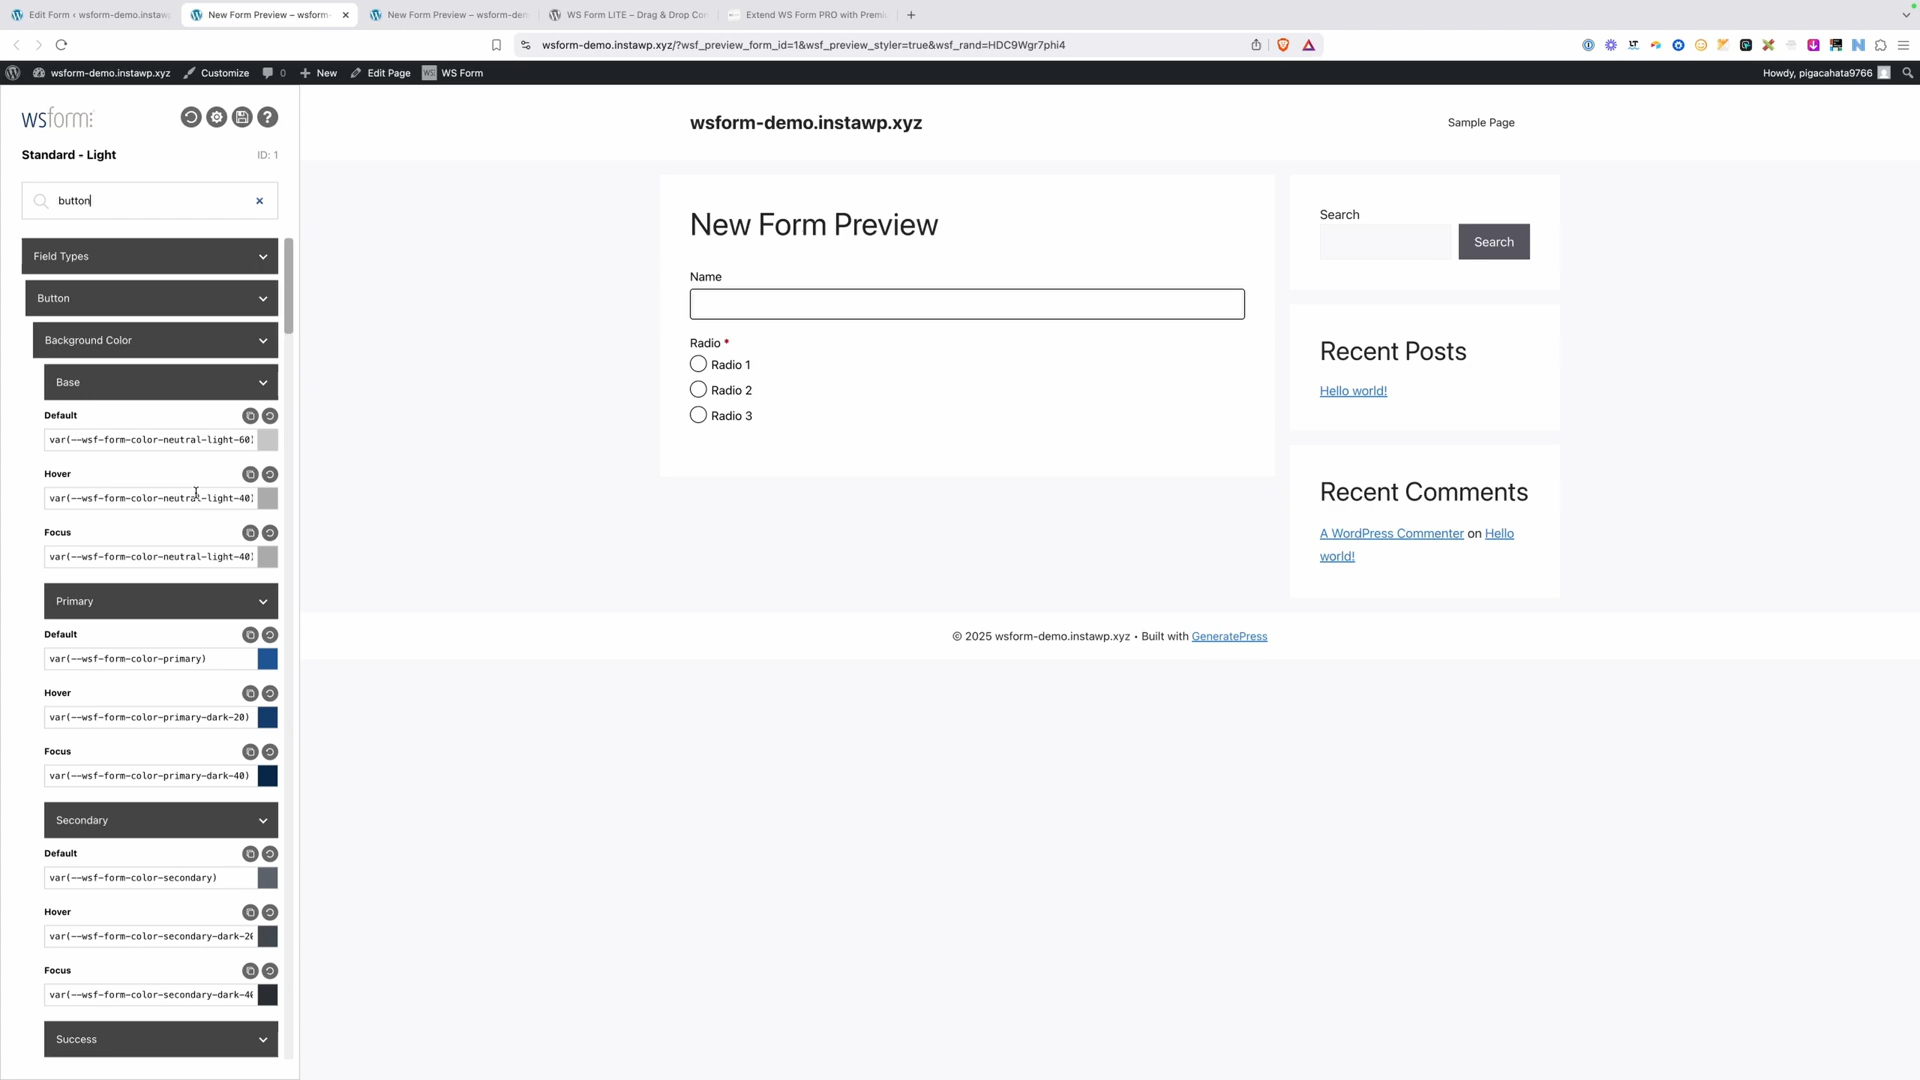 Edit Form ‹ wsform-demo.instaw
New Form Preview – wsform-
New Form Preview – wsform-de
WS Form LITE – Drag & Drop Co
Extend WS Form PRO with Premi
wsform-demo.instawp.xyz/?wsf_preview_form_id=1&wsf_preview_styler=true&wsf_rand=HDC9Wgr7phi4
wsform-demo.instawp.xyz
Customize
0
New
Edit Page
WS Form
Howdy, pigacahata9766
wsform
Standard - Light
ID: 1
button
Field Types
Button
Background Color
Base
Default
var(--wsf-form-color-neutral-light-60)
Hover
var(--wsf-form-color-neutral-light-40)
Focus
var(--wsf-form-color-neutral-light-40)
Primary
Default
var(--wsf-form-color-primary)
Hover
var(--wsf-form-color-primary-dark-20)
Focus
var(--wsf-form-color-primary-dark-40)
Secondary
Default
var(--wsf-form-color-secondary)
Hover
var(--wsf-form-color-secondary-dark-20
Focus
var(--wsf-form-color-secondary-dark-40
Success
wsform-demo.instawp.xyz
Sample Page
New Form Preview
Name
Radio *
Radio 1
Radio 2
Radio 3
Search
Search
Recent Posts
Hello world!
Recent Comments
A WordPress Commenter on Hello
world!
© 2025 wsform-demo.instawp.xyz • Built with GeneratePress